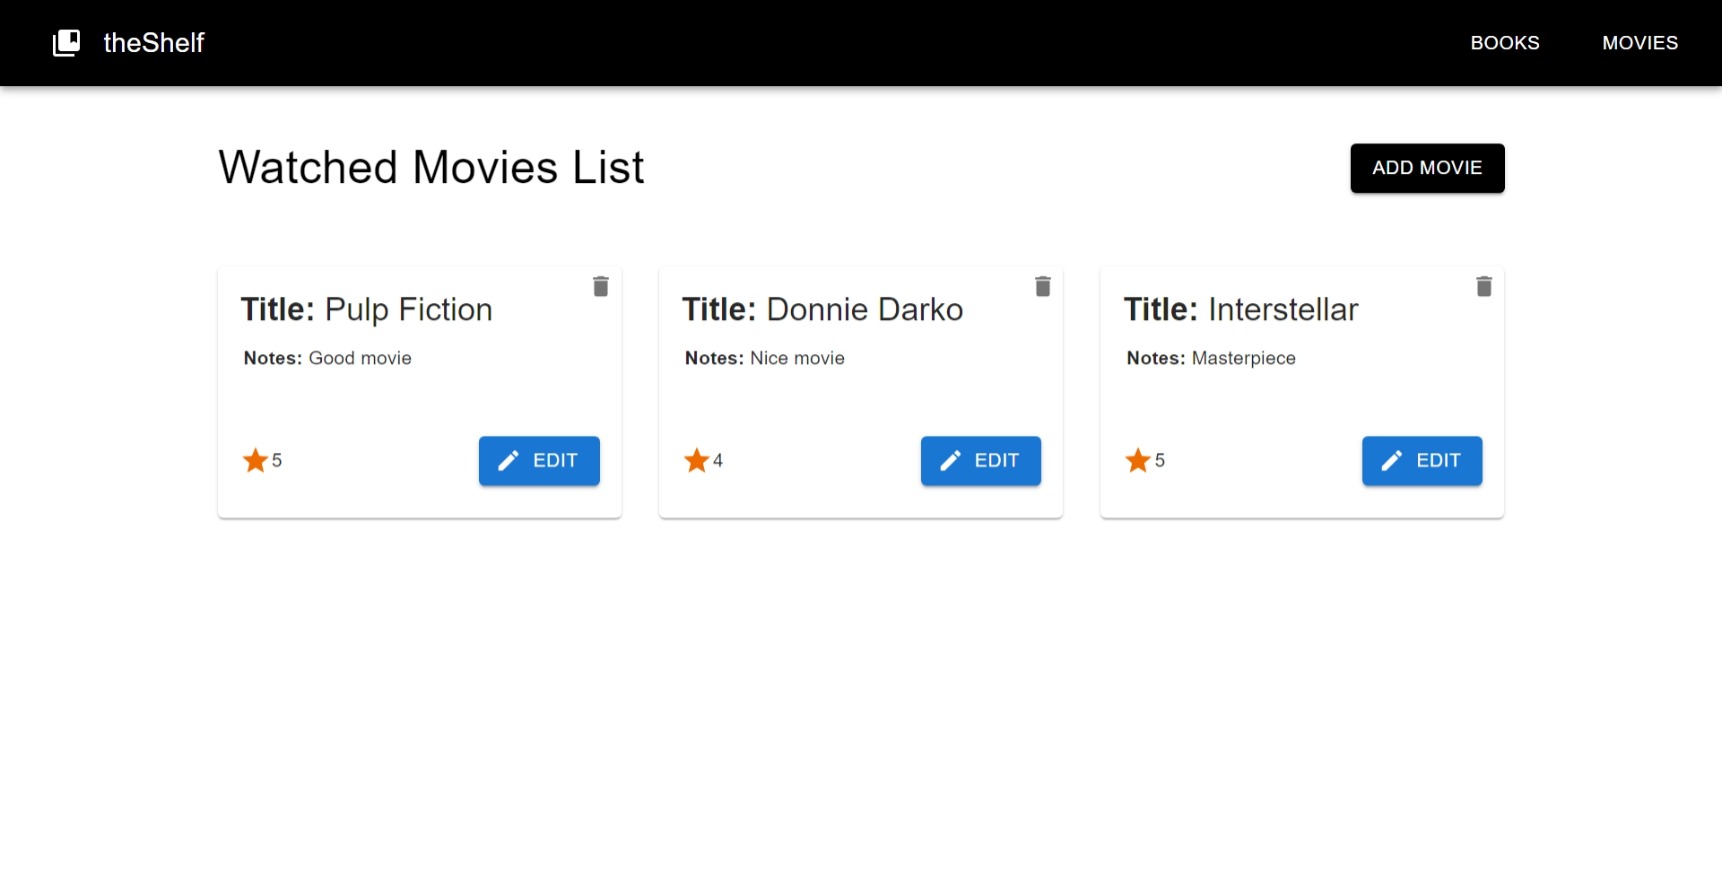 theShelf
BOOKS
MOVIES
Watched Movies List
ADD MOVIE
Title: Pulp Fiction
Notes: Good movie
5
EDIT
Title: Donnie Darko
Notes: Nice movie
4
EDIT
Title: Interstellar
Notes: Masterpiece
5
EDIT